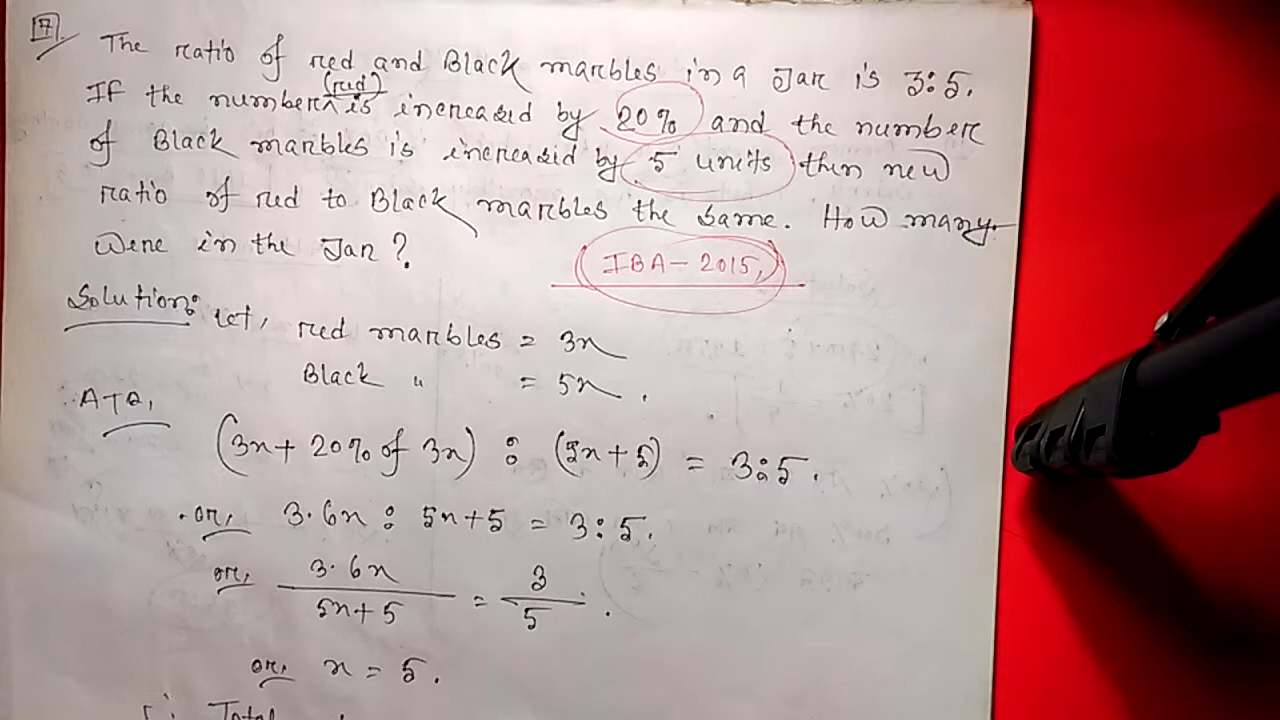 17.
The ratio of red and Black marbles in a Jar is 3:5.
If the number (red) is increased by 20% and the number
of Black marbles is increased by 5 units then new
ratio of red to Black marbles the same. How many
were in the Jar?
IBA - 2015,
Solution: let, red marbles = 3x
Black " = 5x.
∴ ATQ,
(3x + 20% of 3x) : (5x+5) = 3:5.
or, 3.6x : 5x+5 = 3:5.
or, 3.6x / 5x+5 = 3 / 5.
or, x = 5.
Total